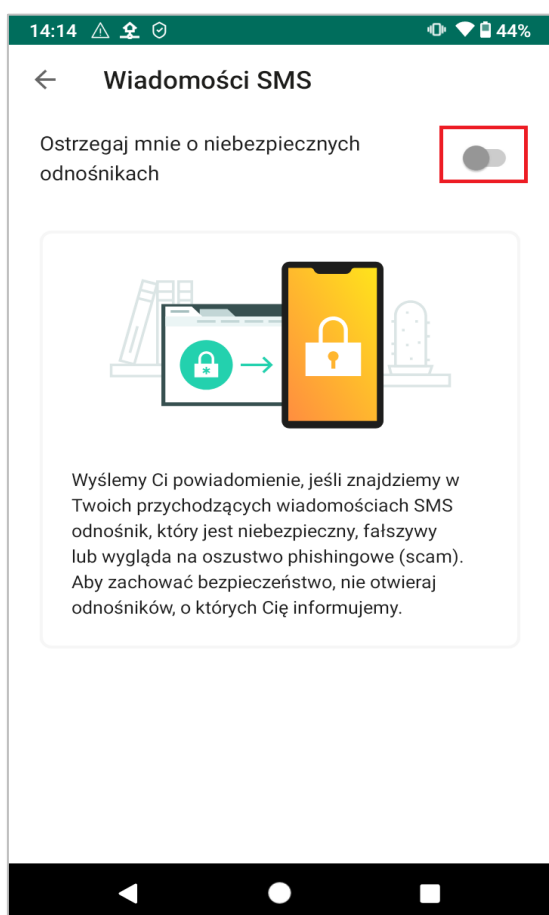 14:14 44%
Wiadomości SMS
Ostrzegaj mnie o niebezpiecznych
odnośnikach
Wyślemy Ci powiadomienie, jeśli znajdziemy w
Twoich przychodzących wiadomościach SMS
odnośnik, który jest niebezpieczny, fałszywy
lub wygląda na oszustwo phishingowe (scam).
Aby zachować bezpieczeństwo, nie otwieraj
odnośników, o których Cię informujemy.